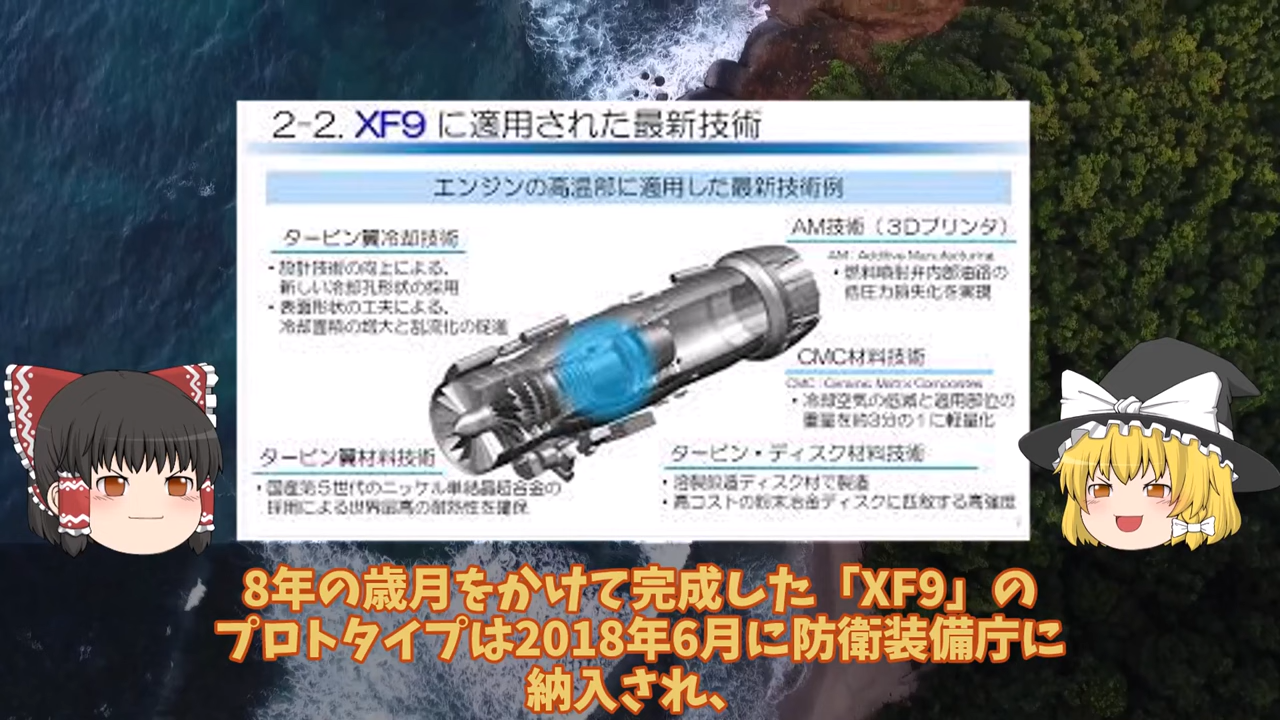 2-2. XF9 に適用された最新技術
エンジンの高温部に適用した最新技術例
タービン翼冷却技術
・設計技術の向上による、
新しい冷却孔形状の採用
・表面形状の工夫による、
冷却面積の増大と乱流化の促進
AM技術（3Dプリンタ）
AM : Additive Manufacturing
・燃料噴射弁内部油路の
低圧力損失化を実現
CMC材料技術
CMC : Ceramic Matrix Composites
・冷却空気の低減と適用部位の
重量を約3分の1に軽量化
タービン翼材料技術
・国産第5世代のニッケル単結晶超合金の
採用による世界最高の耐熱性を確保
タービン・ディスク材料技術
・溶製鍛造ディスク材で製造
・高コストの粉末冶金ディスクに匹敵する高強度
8年の歳月をかけて完成した「XF9」の
プロトタイプは2018年6月に防衛装備庁に
納入され、